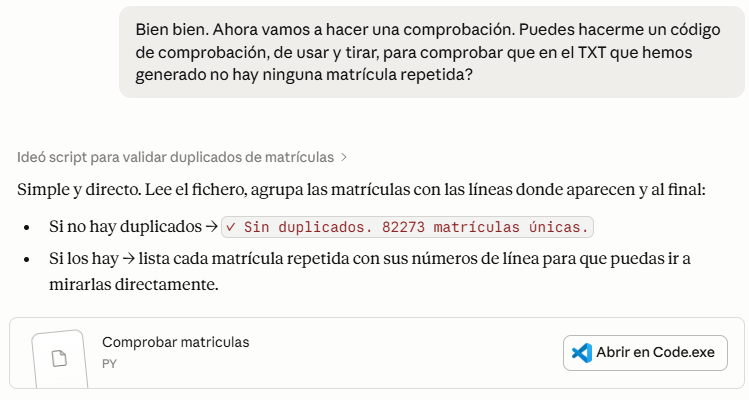 Bien bien. Ahora vamos a hacer una comprobación. Puedes hacerme un código
de comprobación, de usar y tirar, para comprobar que en el TXT que hemos
generado no hay ninguna matrícula repetida?
Ideó script para validar duplicados de matrículas >
Simple y directo. Lee el fichero, agrupa las matrículas con las líneas donde aparecen y al final:
• Si no hay duplicados → ✓ Sin duplicados. 82273 matrículas únicas.
• Si los hay → lista cada matrícula repetida con sus números de línea para que puedas ir a
mirarlas directamente.
Comprobar matriculas
PY
Abrir en Code.exe